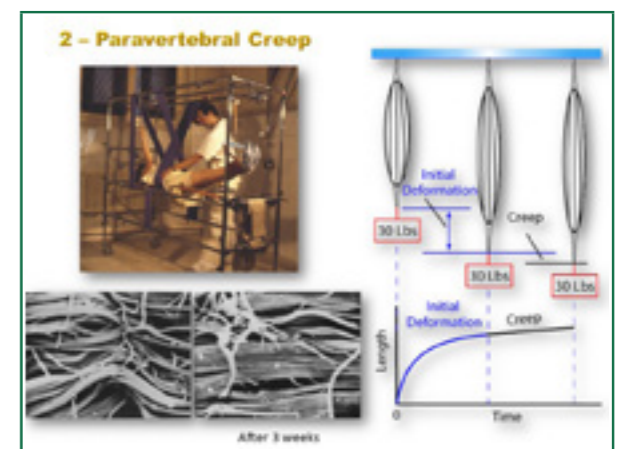 2 – Paravertebral Creep
Initial
Deformation
Creep
30 Lbs
30 Lbs
30 Lbs
Initial
Deformation
Creep
Length
0
Time
After 3 weeks